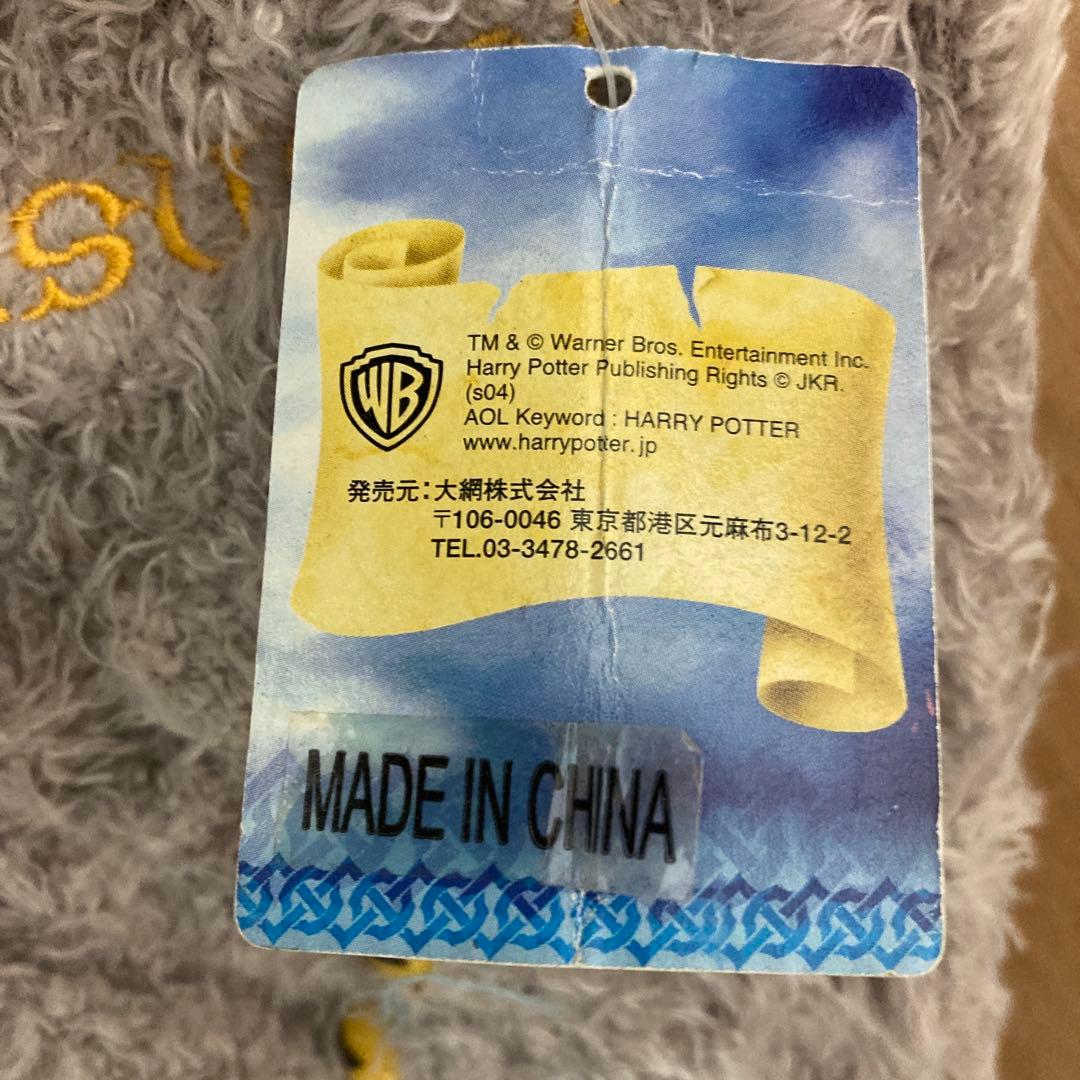 TM & © Warner Bros. Entertainment Inc.
Harry Potter Publishing Rights © JKR.
(s04)
AOL Keyword : HARRY POTTER
www.harrypotter.jp
WB
発売元:大網株式会社
〒106-0046 東京都港区元麻布3-12-2
TEL.03-3478-2661
MADE IN CHINA